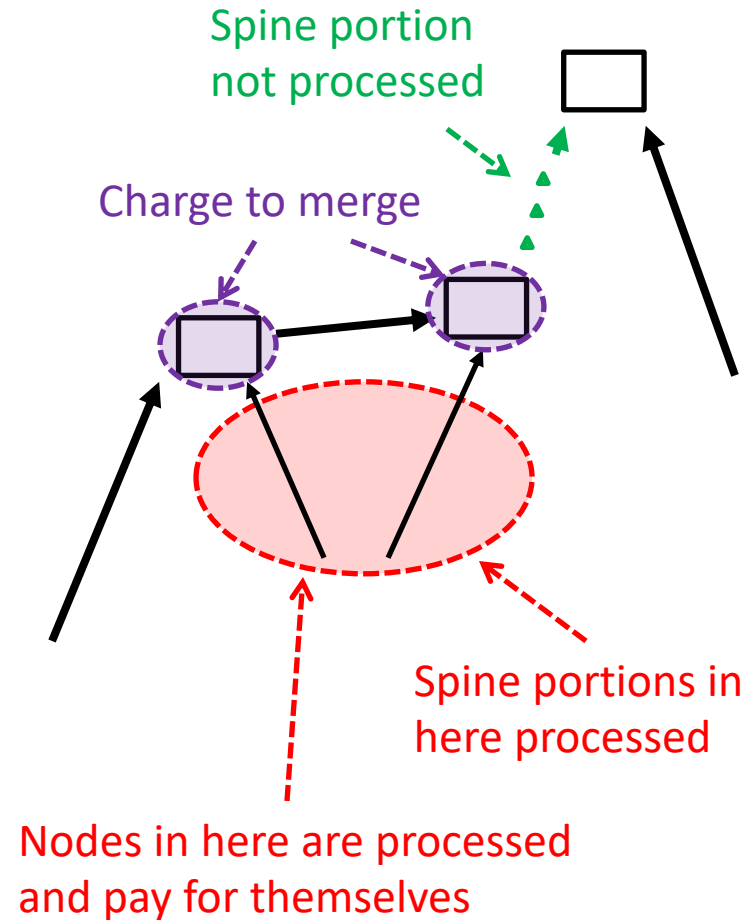 Spine portion
not processed
Charge to merge
Spine portions in
here processed
Nodes in here are processed
and pay for themselves